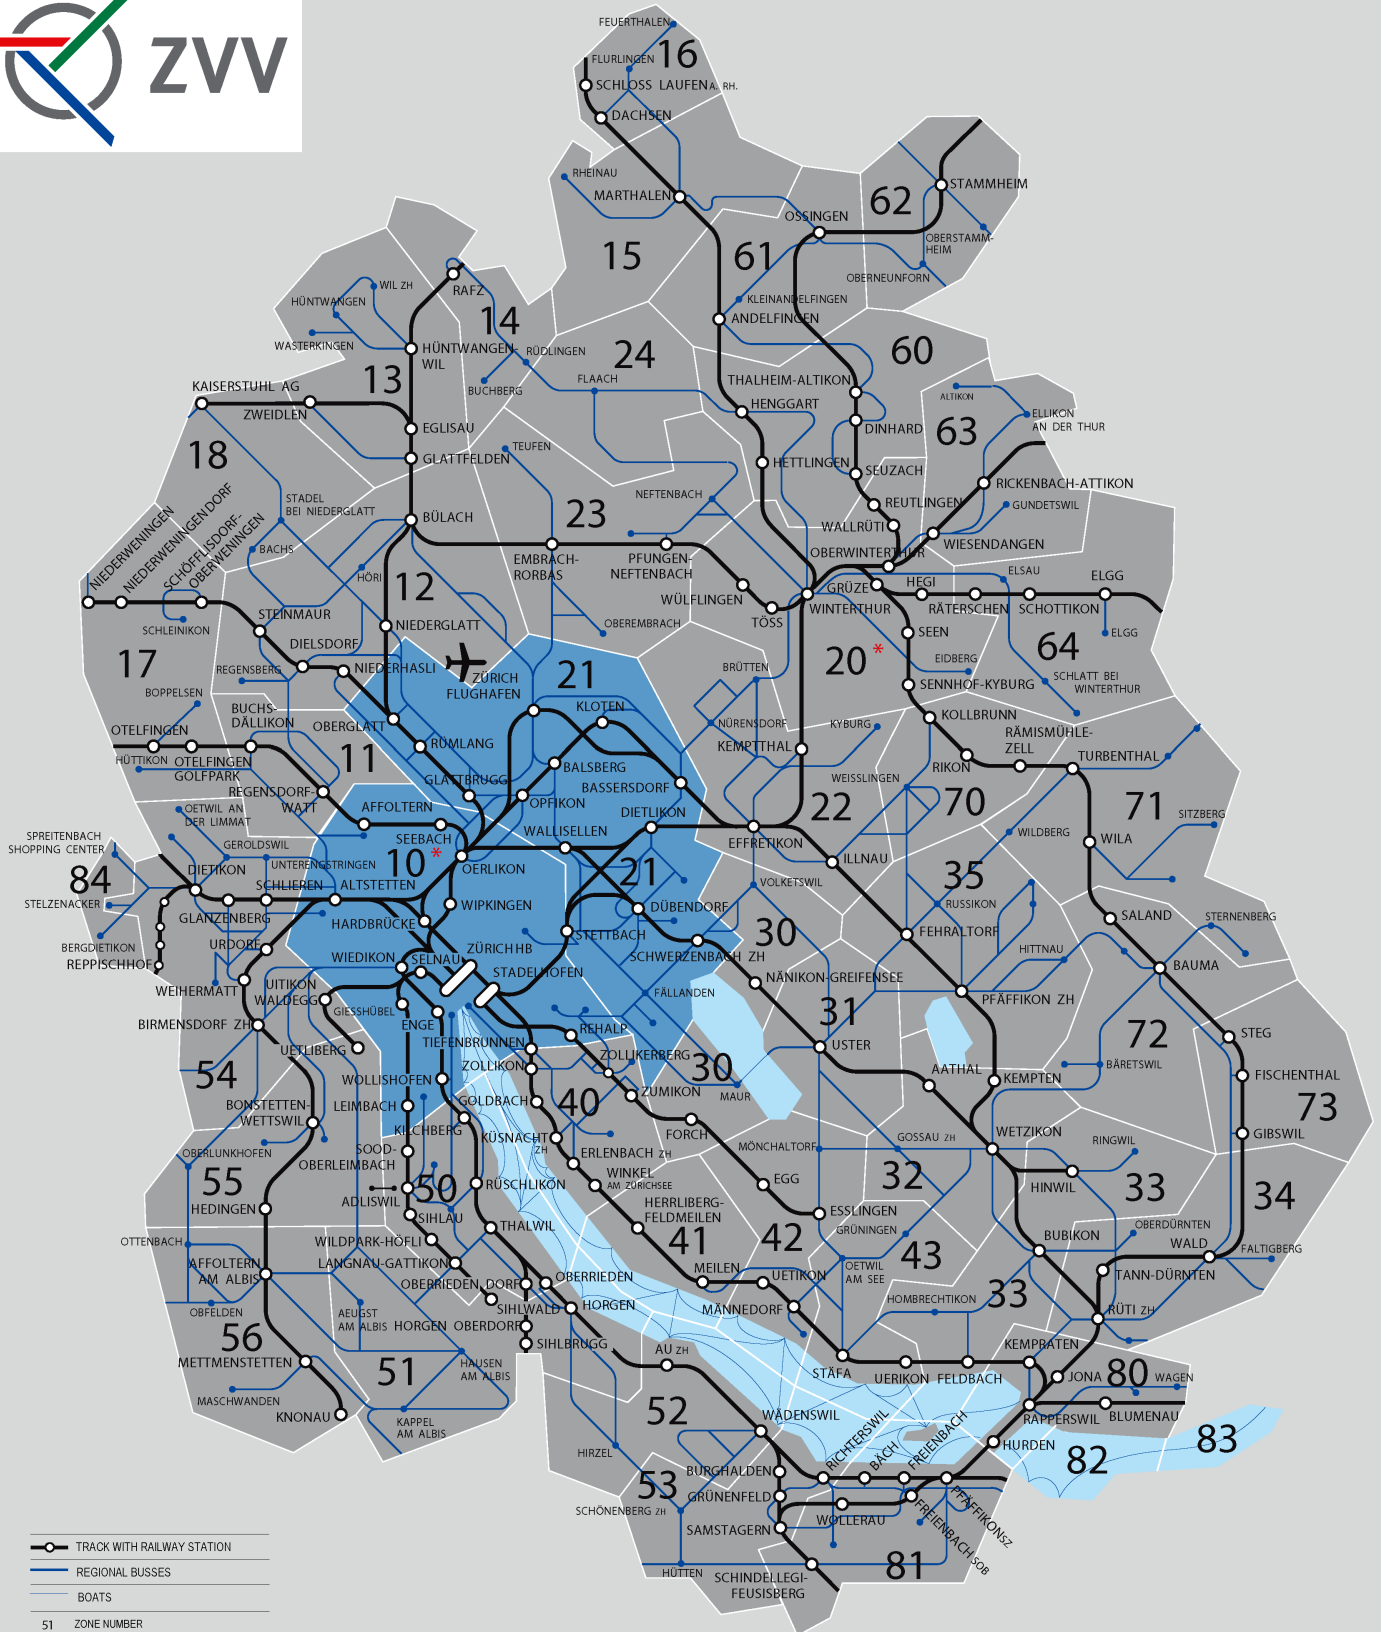 ZVV
FEUERTHALEN
16
FLURLINGEN
SCHLOSS LAUFEN A. RH.
DACHSEN
RHEINAU
MARTHALEN
62
STAMMHEIM
OSSINGEN
OBERSTAMM-
HEIM
15
61
OBERNEUNFORN
WIL ZH
RAFZ
HÜNTWANGEN
KLEINANDELFINGEN
14
ANDELFINGEN
WASTERKINGEN
HÜNTWANGEN-
WIL
RÜDLINGEN
24
60
KAISERSTUHL AG
13
BUCHBERG
FLAACH
THALHEIM-ALTIKON
ALTIKON
ZWEIDLEN
HENGGART
ELLIKON
AN DER THUR
EGLISAU
DINHARD
63
18
GLATTFELDEN
TEUFEN
HETTLINGEN
SEUZACH
RICKENBACH-ATTIKON
NEFTENBACH
STADEL
BEI NIEDERGLATT
REUTLINGEN
GUNDETSWIL
BÜLACH
23
WALLRÜTI
NIEDERWENINGEN
NIEDERWENINGEN DORF
SCHÖFFLISDORF-
OBERWENINGEN
BACHS
WIESENDANGEN
OBERWINTERTHUR
EMBRACH-
RORBAS
PFUNGEN-
NEFTENBACH
HÖRI
12
WÜLFLINGEN
GRÜZE
HEGI
ELSAU
ELGG
WINTERTHUR
RÄTERSCHEN
SCHOTTIKON
TÖSS
STEINMAUR
NIEDERGLATT
OBEREMBRACH
SEEN
SCHLEINIKON
ELGG
DIELSDORF
17
NIEDERHASLI
20 *
64
REGENSBERG
ZÜRICH
FLUGHAFEN
21
BRÜTTEN
EIDBERG
SENNHOF-KYBURG
SCHLATT BEI
WINTERTHUR
BOPPELSEN
BUCHS-
DÄLLIKON
KLOTEN
KOLLBRUNN
OTELFINGEN
OBERGLATT
NÜRENSDORF
KYBURG
RÄMISMÜHLE-
ZELL
RÜMLANG
KEMPTTHAL
HÜTTIKON
OTELFINGEN
GOLFPARK
11
RIKON
TURBENTHAL
GLATTBRUGG
BALSBERG
WEISSLINGEN
REGENSDORF-
WATT
BASSERSDORF
OPFIKON
22
70
71
OETWIL AN
DER LIMMAT
AFFOLTERN
DIETLIKON
SITZBERG
SEEBACH
WALLISELLEN
WILDBERG
SPREITENBACH
SHOPPING CENTER
GEROLDSWIL
EFFRETIKON
WILA
UNTERENGSTRINGEN
10 *
ILLNAU
DIETIKON
OERLIKON
21
35
84
SCHLIEREN
ALTSTETTEN
VOLKETSWIL
STELZENACKER
WIPKINGEN
DÜBENDORF
RUSSIKON
SALAND
GLANZENBERG
HARDBRÜCKE
STERNENBERG
BERGDIETIKON
URDORF
STETTBACH
30
FEHRALTORF
HITTNAU
REPPISCHHOF
WIEDIKON
SELNAU
ZÜRICH HB
SCHWERZENBACH ZH
BAUMA
STADELHOFEN
NÄNIKON-GREIFENSEE
WEIHERMATT
UITIKON
WALDEGG
GIESSHÜBEL
FÄLLANDEN
PFÄFFIKON ZH
BIRMENSDORF ZH
ENGE
31
72
STEG
REHALP
UETLIBERG
TIEFENBRUNNEN
USTER
ZOLLIKERBERG
54
ZOLLIKON
30
AATHAL
BÄRETSWIL
FISCHENTHAL
WOLLISHOFEN
KEMPTEN
ZUMIKON
MAUR
73
BONSTETTEN-
WETTSWIL
LEIMBACH
GOLDBACH
40
GIBSWIL
KILCHBERG
KÜSNACHT
ZH
FORCH
WETZIKON
RINGWIL
OBERLUNKHOFEN
SOOD-
OBERLEIMBACH
ERLENBACH ZH
MÖNCHALTORF
GOSSAU ZH
55
50
RÜSCHLIKON
WINKEL
AM ZÜRICHSEE
EGG
32
HINWIL
33
34
ADLISWIL
HEDINGEN
SIHLAU
THALWIL
HERRLIBERG-
FELDMEILEN
ESSLINGEN
OBERDÜRNTEN
OTTENBACH
WILDPARK-HÖFLI
GRÜNINGEN
BUBIKON
WALD
FALTIGBERG
AFFOLTERN
AM ALBIS
LANGNAU-GATTIKON
41
42
43
MEILEN
UETIKON
OETWIL
AM SEE
TANN-DÜRNTEN
OBERRIEDEN DORF
OBERRIEDEN
OBFELDEN
AEUGST
AM ALBIS
SIHLWALD
HORGEN
MÄNNEDORF
HOMBRECHTIKON
33
RÜTI ZH
HORGEN OBERDORF
56
SIHLBRUGG
KEMPRATEN
METTMENSTETTEN
51
HAUSEN
AM ALBIS
AU ZH
STÄFA
UERIKON
FELDBACH
JONA
80
WAGEN
MASCHWANDEN
KNONAU
KAPPEL
AM ALBIS
52
WÄDENSWIL
RAPPERSWIL
BLUMENAU
RICHTERSWIL
BÄCH
FREIENBACH
HURDEN
83
HIRZEL
82
BURGHALDEN
53
GRÜNENFELD
SCHÖNENBERG ZH
WOLLERAU
PFÄFFIKON SZ
FREIENBACH SOB
SAMSTAGERN
HÜTTEN
SCHINDELLEGI-
FEUSISBERG
81
TRACK WITH RAILWAY STATION
REGIONAL BUSSES
BOATS
51 ZONE NUMBER